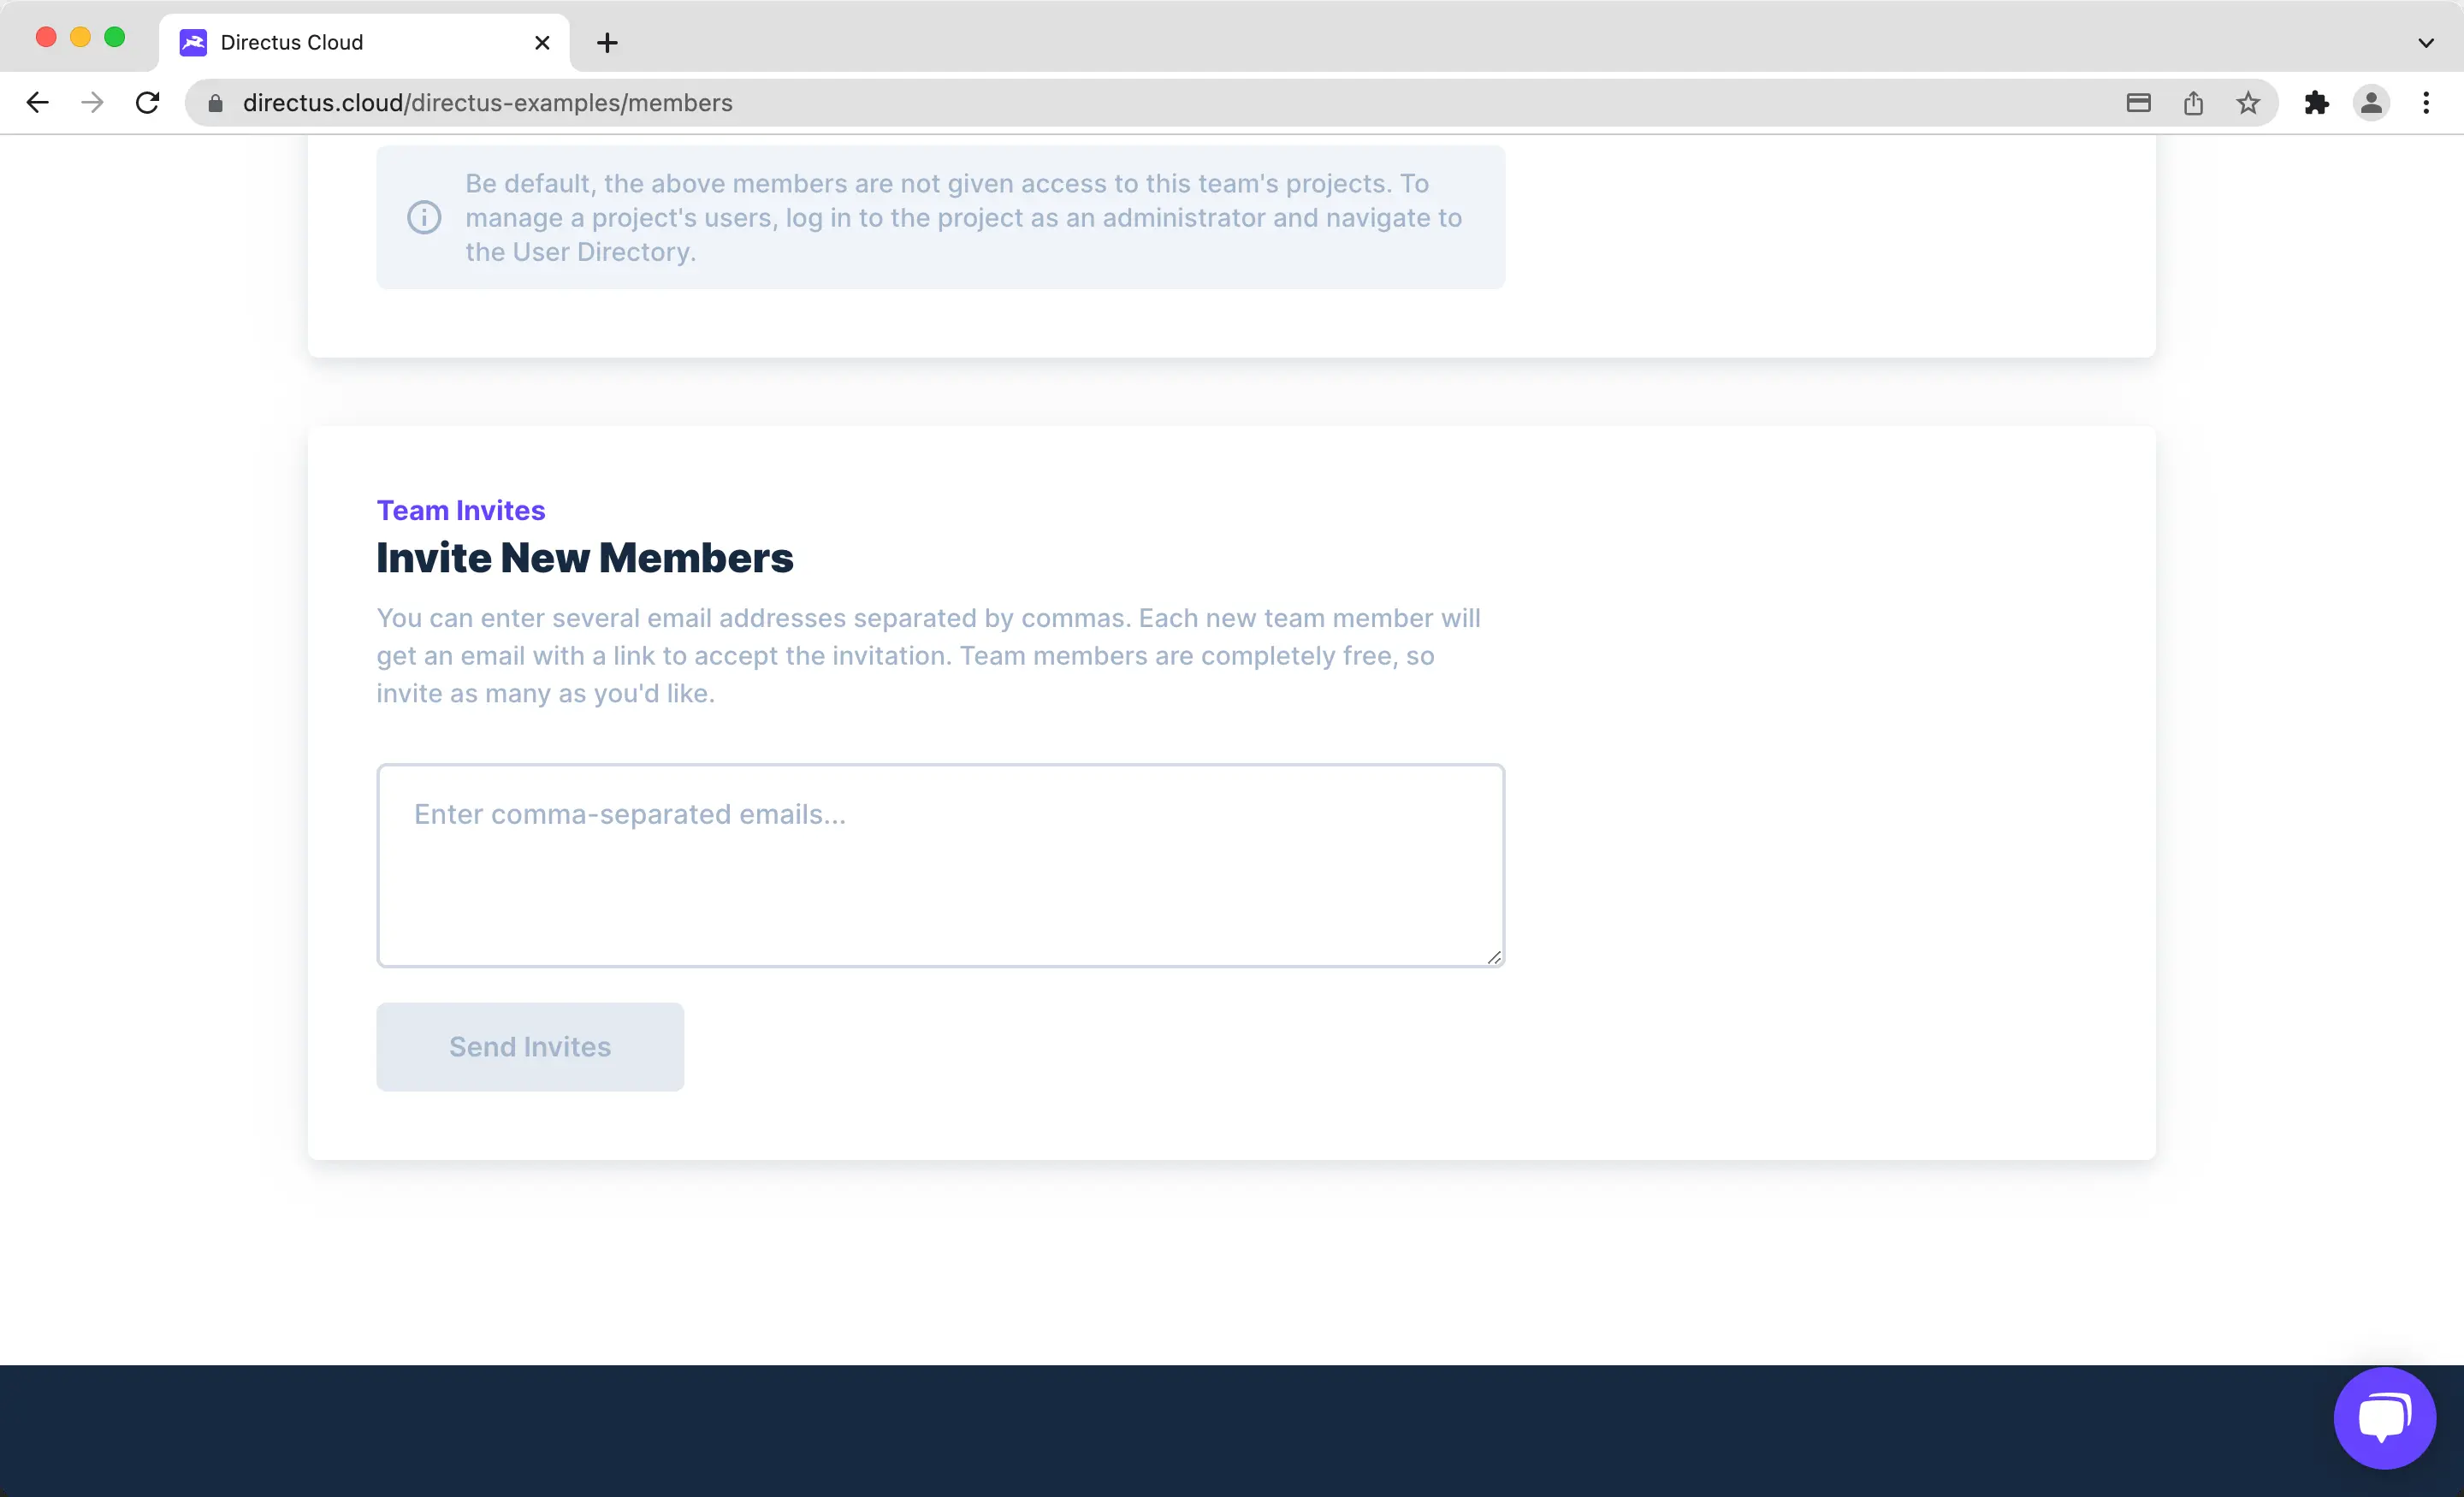 Directus Cloud
directus.cloud/directus-examples/members
Be default, the above members are not given access to this team's projects. To
manage a project's users, log in to the project as an administrator and navigate to
the User Directory.
Team Invites
Invite New Members
You can enter several email addresses separated by commas. Each new team member will
get an email with a link to accept the invitation. Team members are completely free, so
invite as many as you'd like.
Enter comma-separated emails...
Send Invites